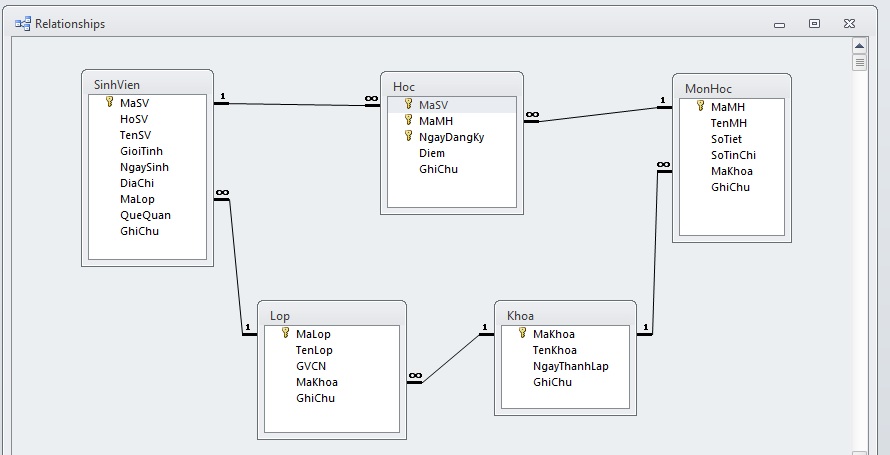 Relationships
SinhVien
MaSV
HoSV
TenSV
GioiTinh
NgaySinh
DiaChi
MaLop
QueQuan
GhiChu
1
∞
∞
1
Hoc
MaSV
MaMH
NgayDangKy
Diem
GhiChu
∞
1
∞
1
MonHoc
MaMH
TenMH
SoTiet
SoTinChi
MaKhoa
GhiChu
Lop
MaLop
TenLop
GVCN
MaKhoa
GhiChu
∞
1
Khoa
MaKhoa
TenKhoa
NgayThanhLap
GhiChu